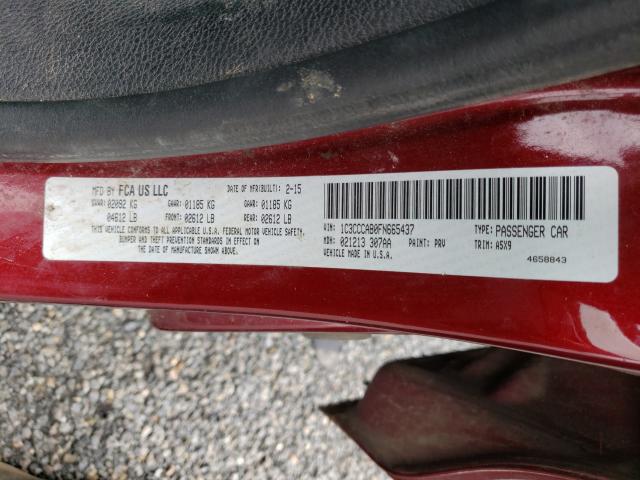 MFD BY FCA US LLC DATE OF MFR(BUILT): 2-15
GVWR: 02092 KG GAWR: 01185 KG GAWR: 01185 KG
04612 LB FRONT: 02612 LB REAR: 02612 LB
THIS VEHICLE CONFORMS TO ALL APPLICABLE U.S.A. FEDERAL MOTOR VEHICLE SAFETY,
BUMPER AND THEFT PREVENTION STANDARDS IN EFFECT ON
THE DATE OF MANUFACTURE SHOWN ABOVE.
VIN: 1C3CCCAB0FN665437 TYPE: PASSENGER CAR
MDH: 021213 307AA PAINT: PRV TRIM: A5X9
VEHICLE MADE IN U.S.A. 4658843